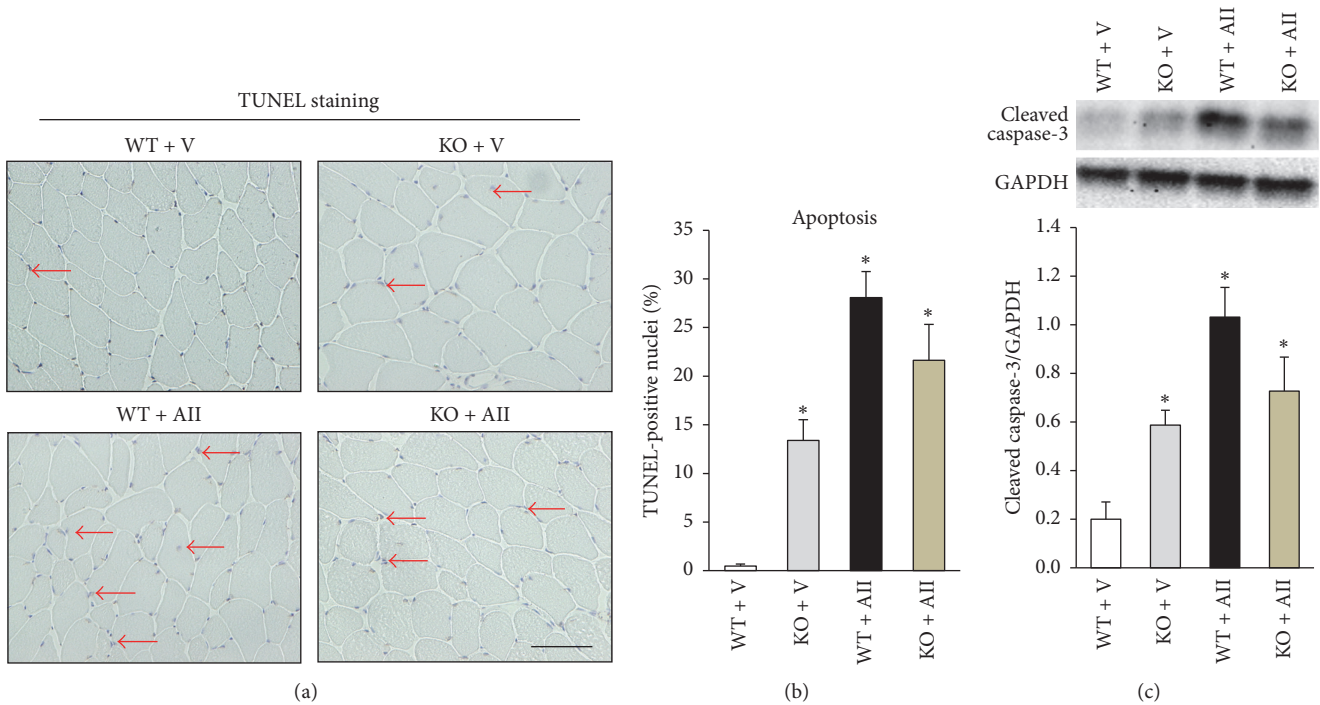 TUNEL staining
WT + V
KO + V
WT + AII
KO + AII
(a)
Apoptosis
TUNEL-positive nuclei (%)
35
30
25
20
15
10
5
0
*
*
*
WT + V
KO + V
WT + AII
KO + AII
(b)
WT + V
KO + V
WT + AII
KO + AII
Cleaved
caspase-3
GAPDH
Cleaved caspase-3/GAPDH
1.4
1.2
1.0
0.8
0.6
0.4
0.2
0.0
*
*
*
WT + V
KO + V
WT + AII
KO + AII
(c)